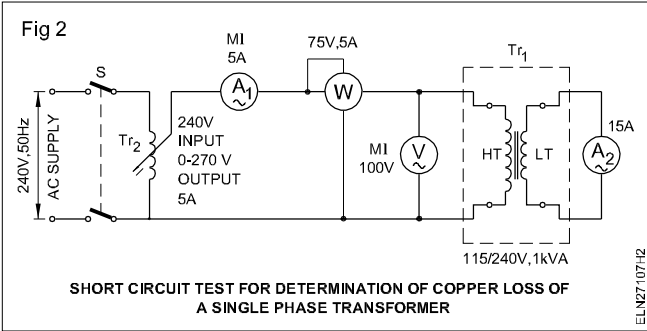 Fig 2
MI
5A
75V,5A
Tr1
S
A1
W
240V,50Hz
AC SUPPLY
Tr2
240V
INPUT
0-270 V
OUTPUT
5A
MI
100V
V
HT
LT
15A
A2
115/240V,1kVA
SHORT CIRCUIT TEST FOR DETERMINATION OF COPPER LOSS OF
A SINGLE PHASE TRANSFORMER
ELN27107H2